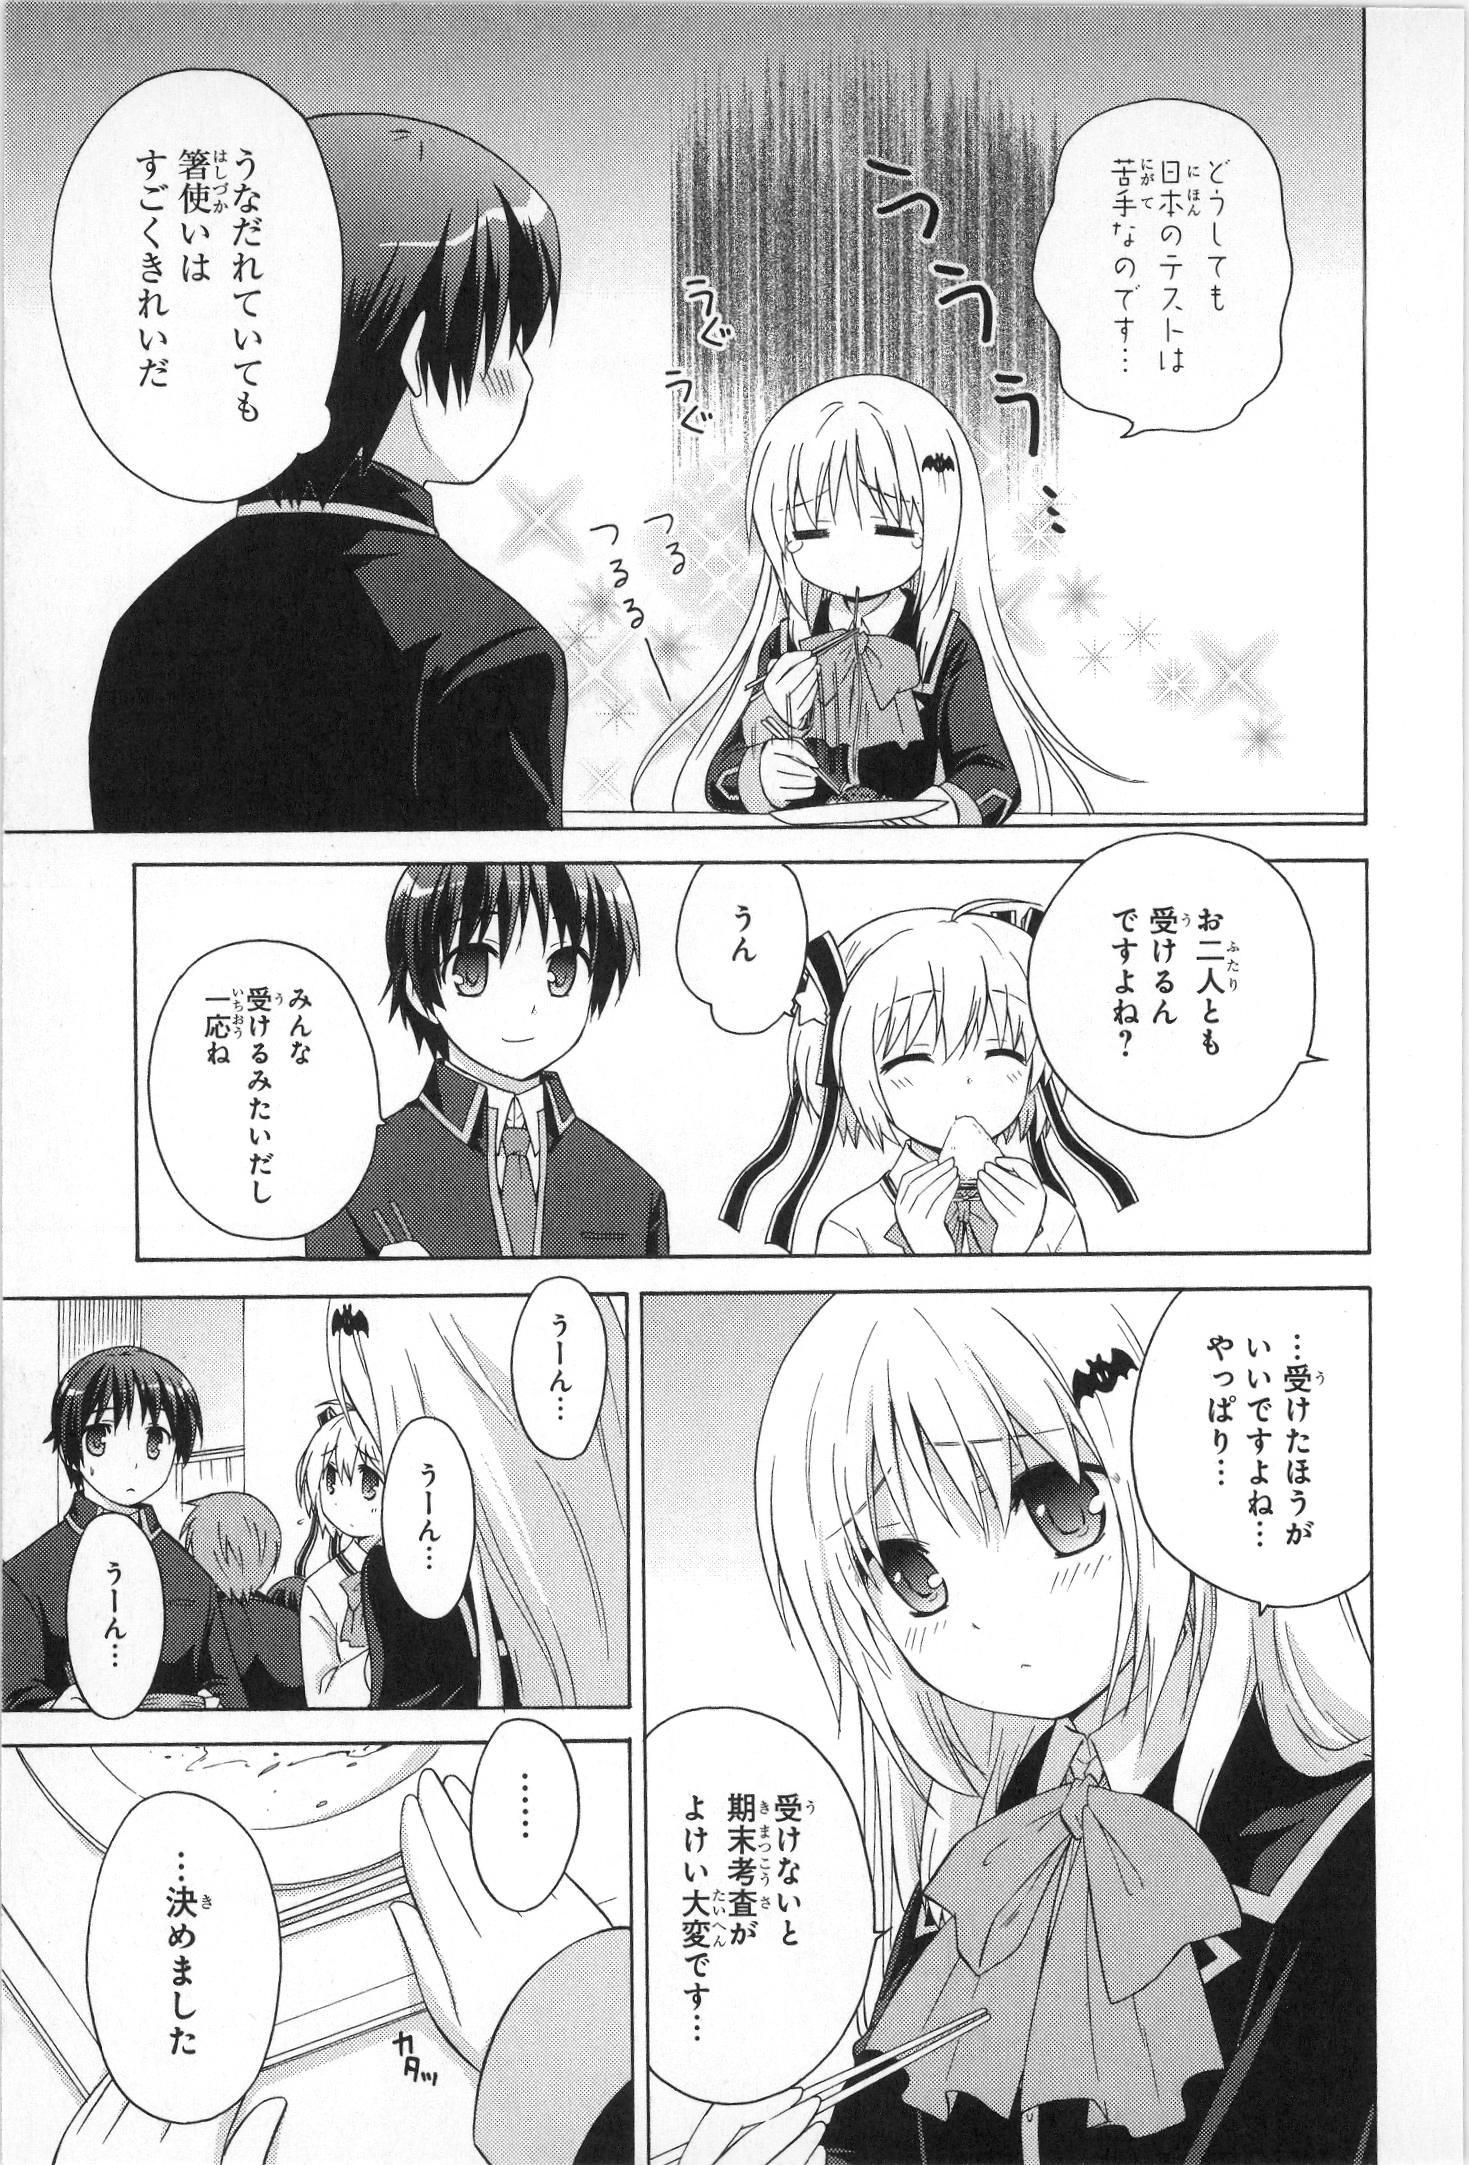 どうしても
日本のテストは
苦手なのです…
うううう…
うぐ
うぐ
つる
つるる
うなだれていても
箸使いは
すごくきれいだ
お二人とも
受けるん
ですよね?
うん
みんな
受けるみたいだし
一応ね
…受けたほうが
いいですよね…
やっぱり…
受けないと
期末考査が
よけい大変です…
うーん…
うーん…
うーん…
……
カタッ
…決めました